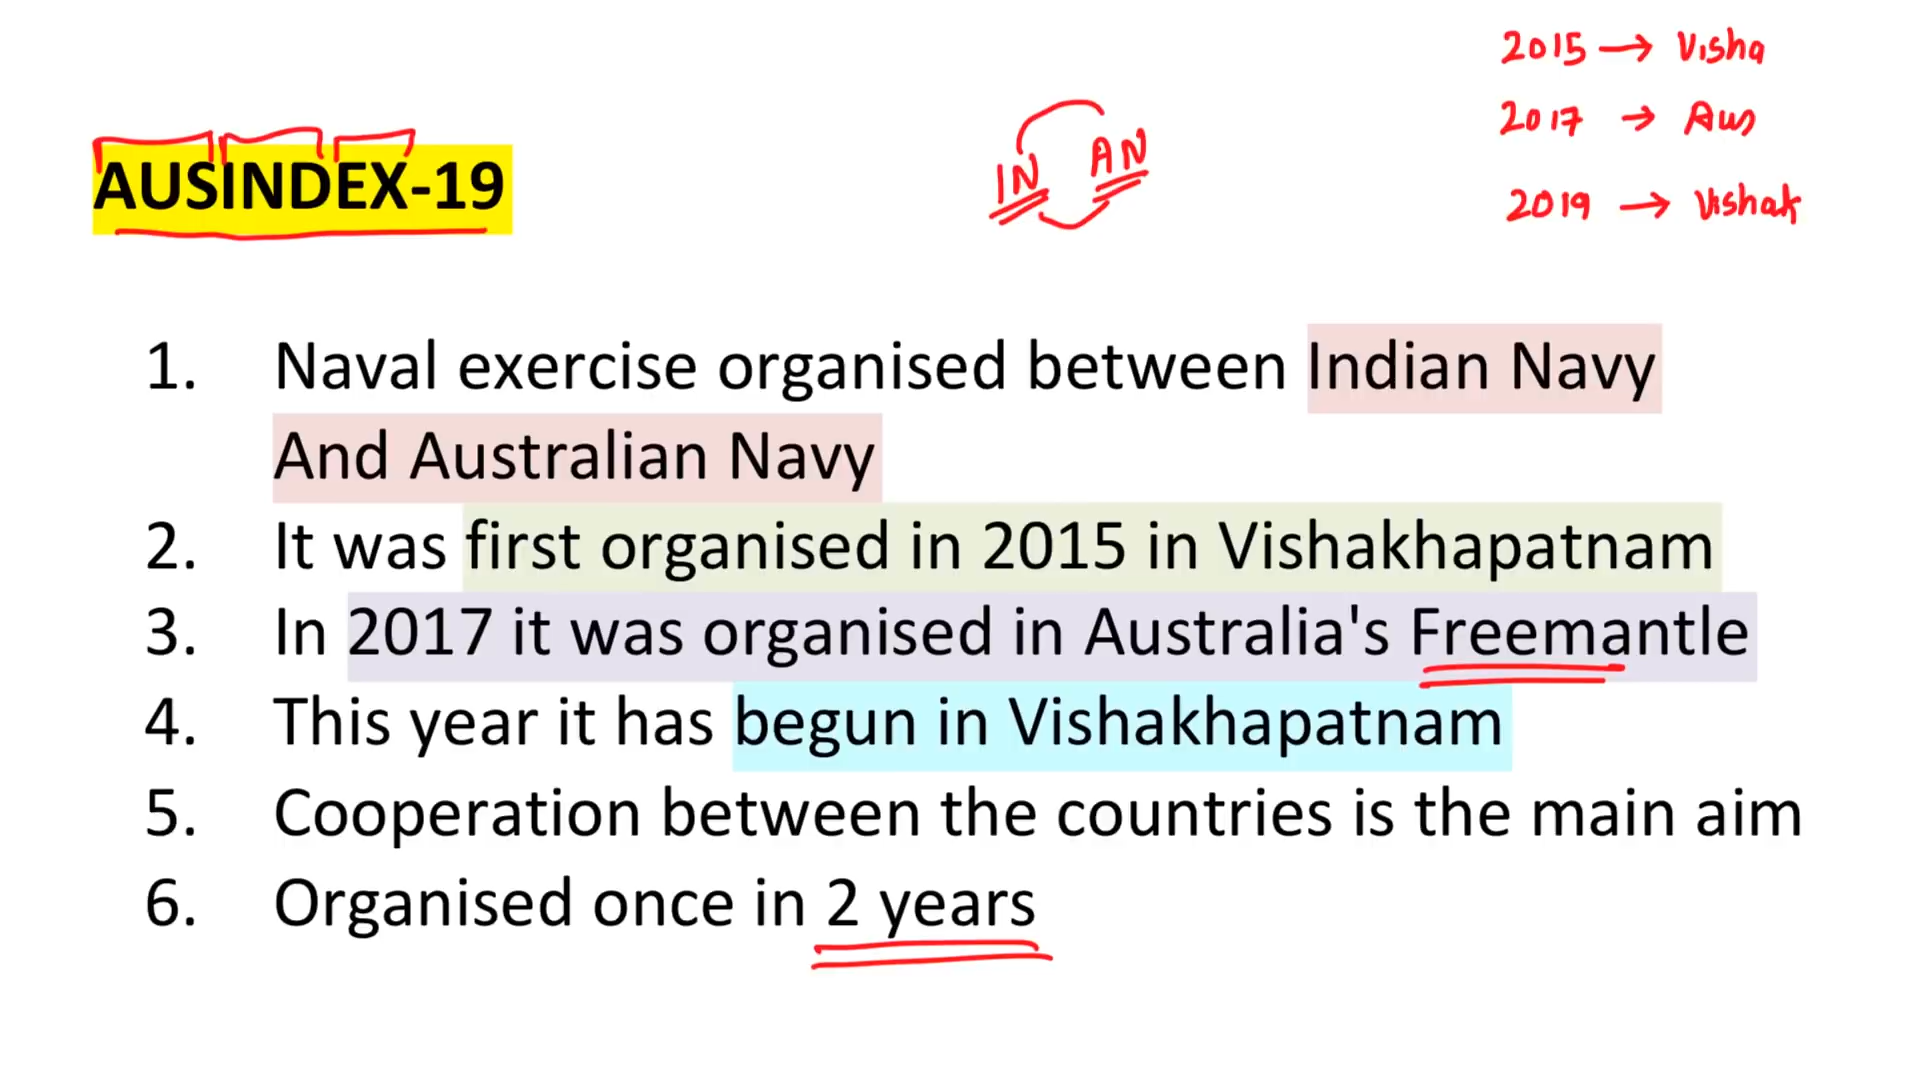 2015 → Visha
2017 → Aus
AUSINDEX-19
IN AN
2019 → Vishak
1. Naval exercise organised between Indian Navy
And Australian Navy
2. It was first organised in 2015 in Vishakhapatnam
3. In 2017 it was organised in Australia's Freemantle
4. This year it has begun in Vishakhapatnam
5. Cooperation between the countries is the main aim
6. Organised once in 2 years